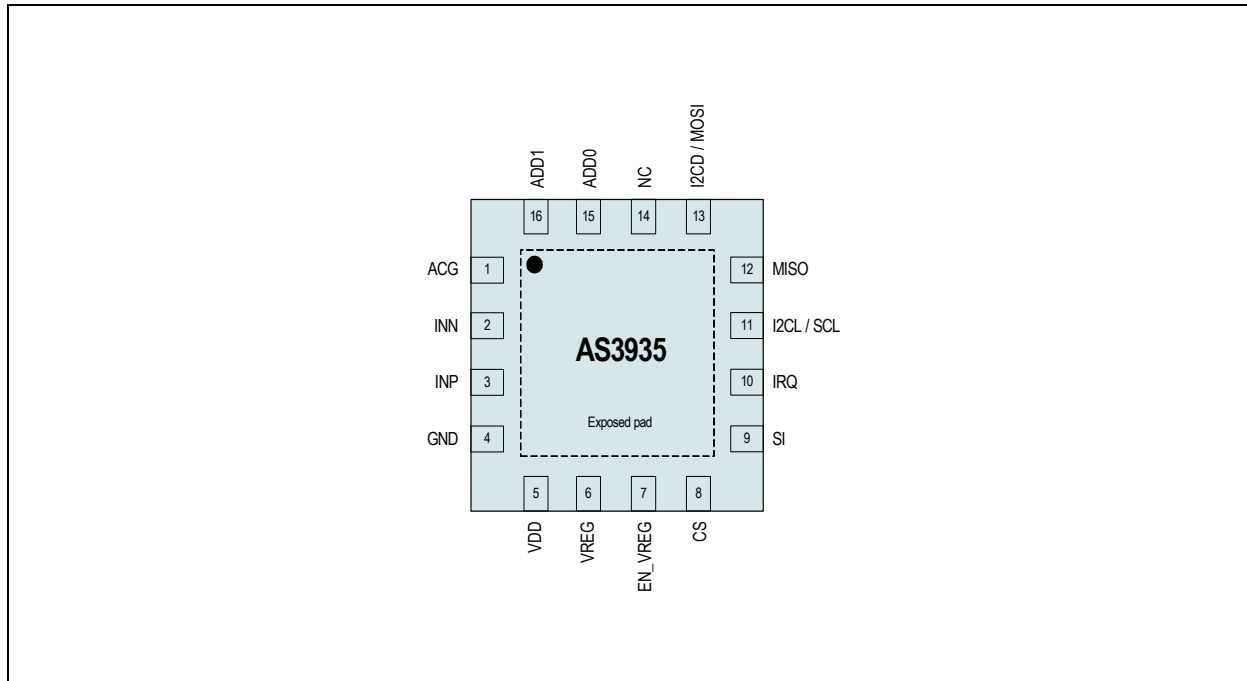 ADD1
ADD0
NC
I2CD / MOSI
16
15
14
13
ACG 1
12 MISO
INN 2
11 I2CL / SCL
AS3935
INP 3
10 IRQ
Exposed pad
GND 4
9 SI
5
6
7
8
VDD
VREG
EN_VREG
CS